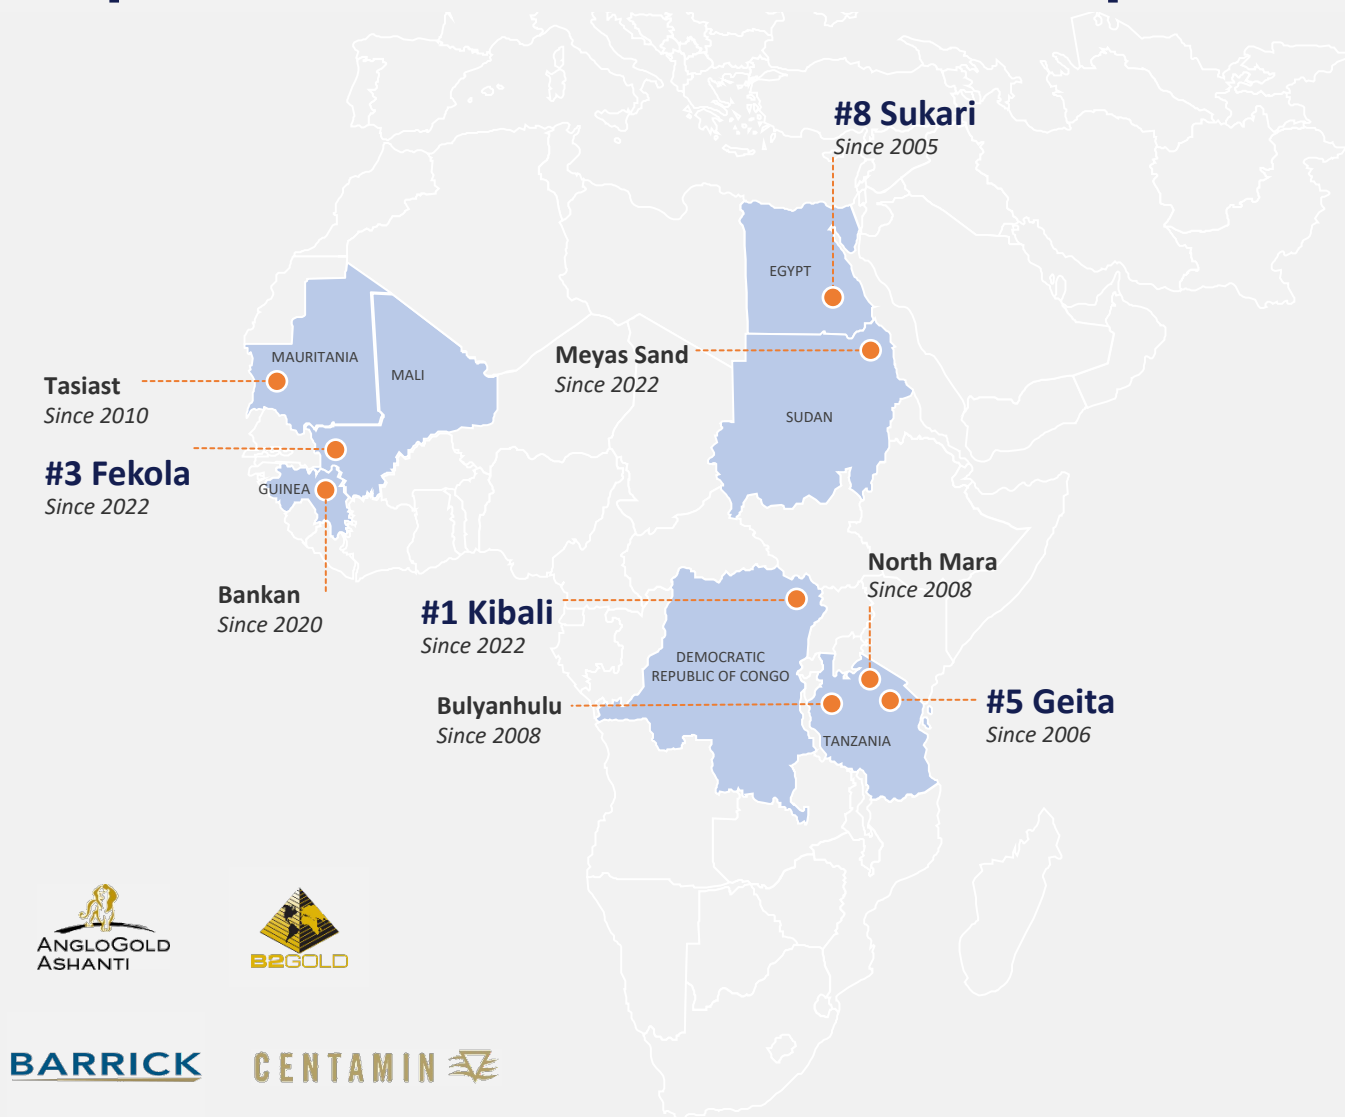 #8 Sukari
Since 2005
EGYPT
Meyas Sand
Since 2022
SUDAN
MAURITANIA
MALI
Tasiast
Since 2010
#3 Fekola
Since 2022
GUINEA
Bankan
Since 2020
North Mara
Since 2008
#1 Kibali
Since 2022
DEMOCRATIC
REPUBLIC OF CONGO
Bulyanhulu
Since 2008
#5 Geita
Since 2006
TANZANIA
ANGLOGOLD
ASHANTI
B2GOLD
BARRICK
CENTAMIN